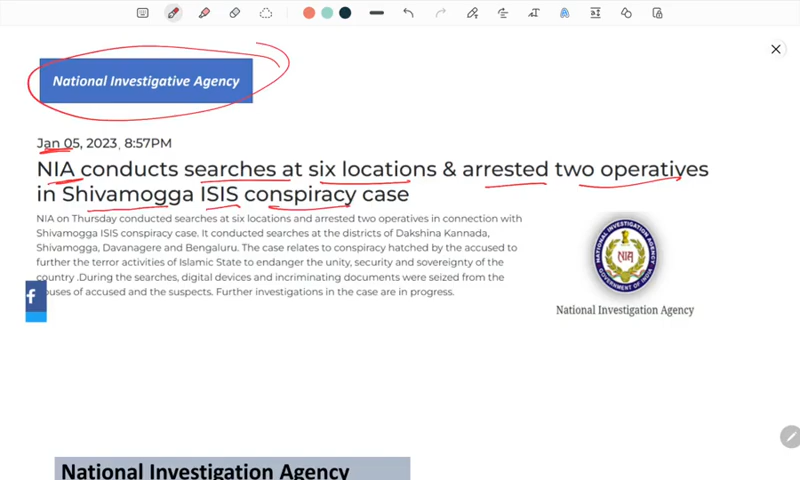 National Investigative Agency
Jan 05, 2023, 8:57PM
NIA conducts searches at six locations & arrested two operatives
in Shivamogga ISIS conspiracy case
NIA on Thursday conducted searches at six locations and arrested two operatives in connection with
Shivamogga ISIS conspiracy case. It conducted searches at the districts of Dakshina Kannada,
Shivamogga, Davanagere and Bengaluru. The case relates to conspiracy hatched by the accused to
further the terror activities of Islamic State to endanger the unity, security and sovereignty of the
country .During the searches, digital devices and incriminating documents were seized from the
ouses of accused and the suspects. Further investigations in the case are in progress.
NATIONAL INVESTIGATION AGENCY
NIA
GOVERNMENT OF INDIA
National Investigation Agency
National Investigation Agency